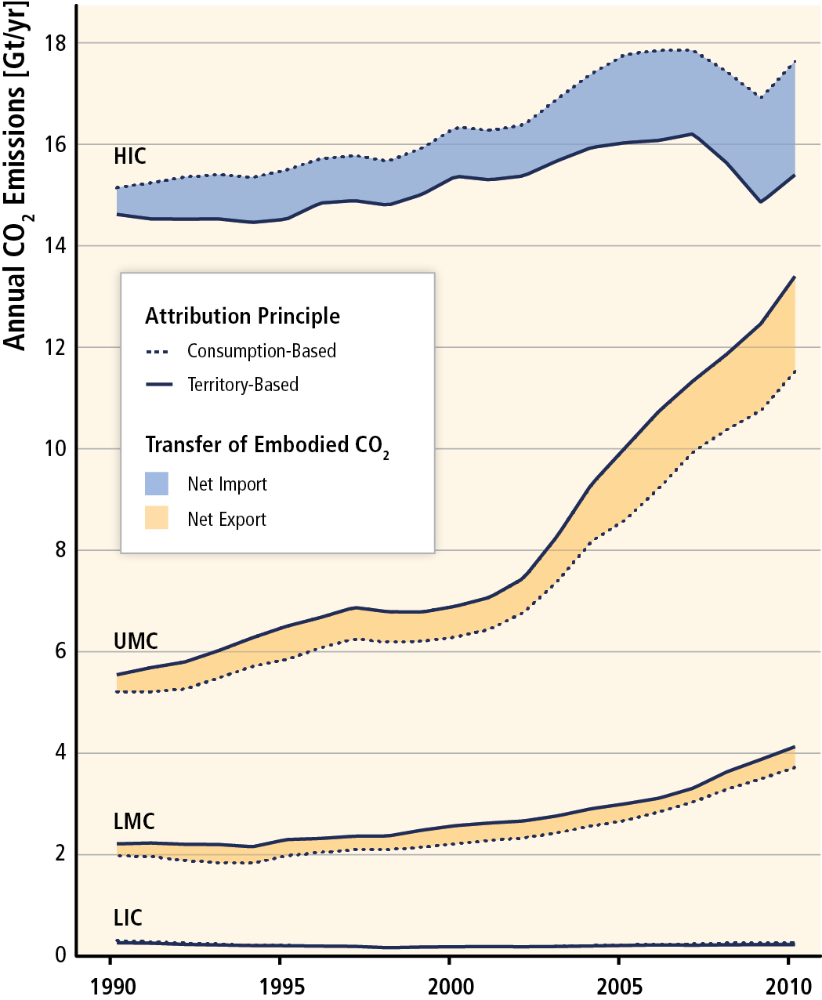 Annual CO2 Emissions [Gt/yr]
18
16
HIC
14
Attribution Principle
Consumption-Based
Territory-Based
Transfer of Embodied CO2
Net Import
Net Export
12
10
8
6
UMC
4
LMC
2
LIC
0
1990 1995 2000 2005 2010